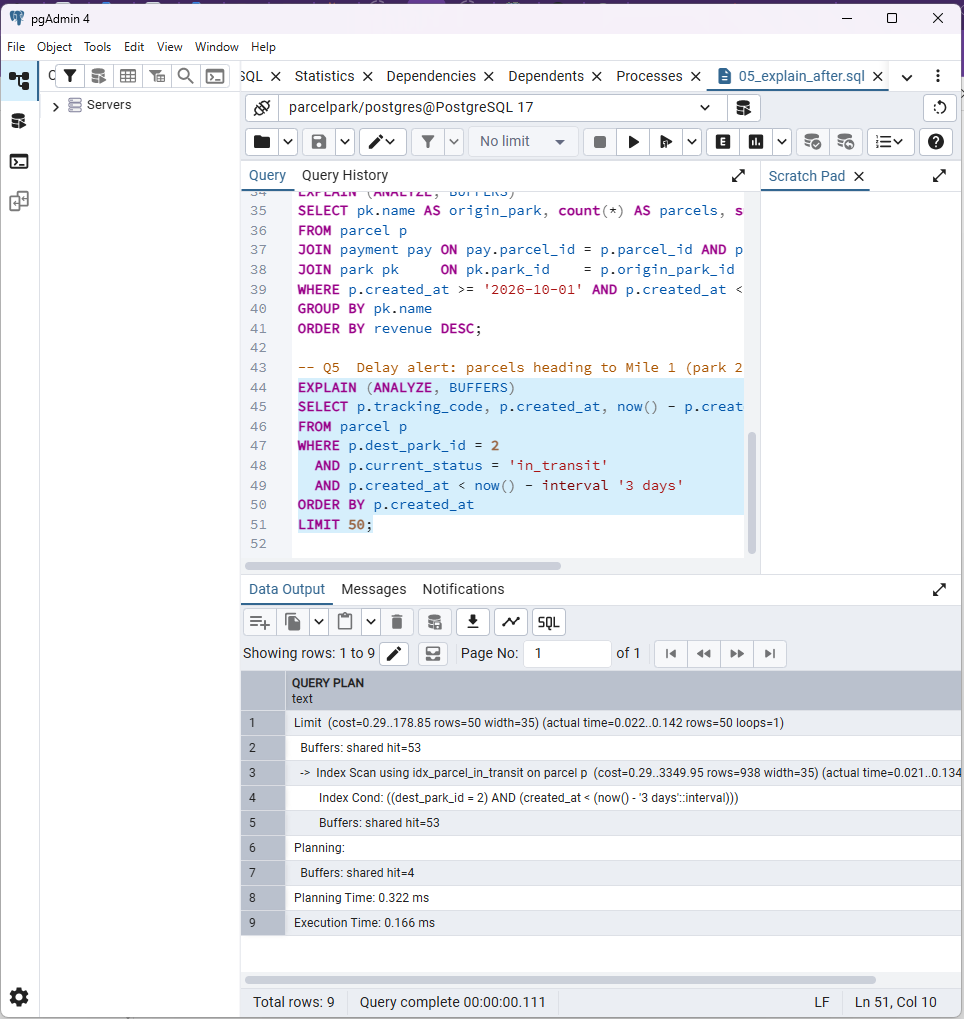 pgAdmin 4
File Object Tools Edit View Window Help
SQL Statistics Dependencies Dependents Processes 05_explain_after.sql
Servers
parcelpark/postgres@PostgreSQL 17
No limit
E
Query Query History
Scratch Pad
34 EXPLAIN (ANALYZE, BUFFERS)
35 SELECT pk.name AS origin_park, count(*) AS parcels, s
36 FROM parcel p
37 JOIN payment pay ON pay.parcel_id = p.parcel_id AND p
38 JOIN park pk     ON pk.park_id    = p.origin_park_id
39 WHERE p.created_at >= '2026-10-01' AND p.created_at <
40 GROUP BY pk.name
41 ORDER BY revenue DESC;
42
43 -- Q5  Delay alert: parcels heading to Mile 1 (park 2
44 EXPLAIN (ANALYZE, BUFFERS)
45 SELECT p.tracking_code, p.created_at, now() - p.creat
46 FROM parcel p
47 WHERE p.dest_park_id = 2
48   AND p.current_status = 'in_transit'
49   AND p.created_at < now() - interval '3 days'
50 ORDER BY p.created_at
51 LIMIT 50;
52
Data Output Messages Notifications
SQL
Showing rows: 1 to 9 Page No: 1 of 1
QUERY PLAN
text
1 Limit (cost=0.29..178.85 rows=50 width=35) (actual time=0.022..0.142 rows=50 loops=1)
2 Buffers: shared hit=53
3 -> Index Scan using idx_parcel_in_transit on parcel p (cost=0.29..3349.95 rows=938 width=35) (actual time=0.021..0.134
4 Index Cond: ((dest_park_id = 2) AND (created_at < (now() - '3 days'::interval)))
5 Buffers: shared hit=53
6 Planning:
7 Buffers: shared hit=4
8 Planning Time: 0.322 ms
9 Execution Time: 0.166 ms
Total rows: 9 Query complete 00:00:00.111 LF Ln 51, Col 10